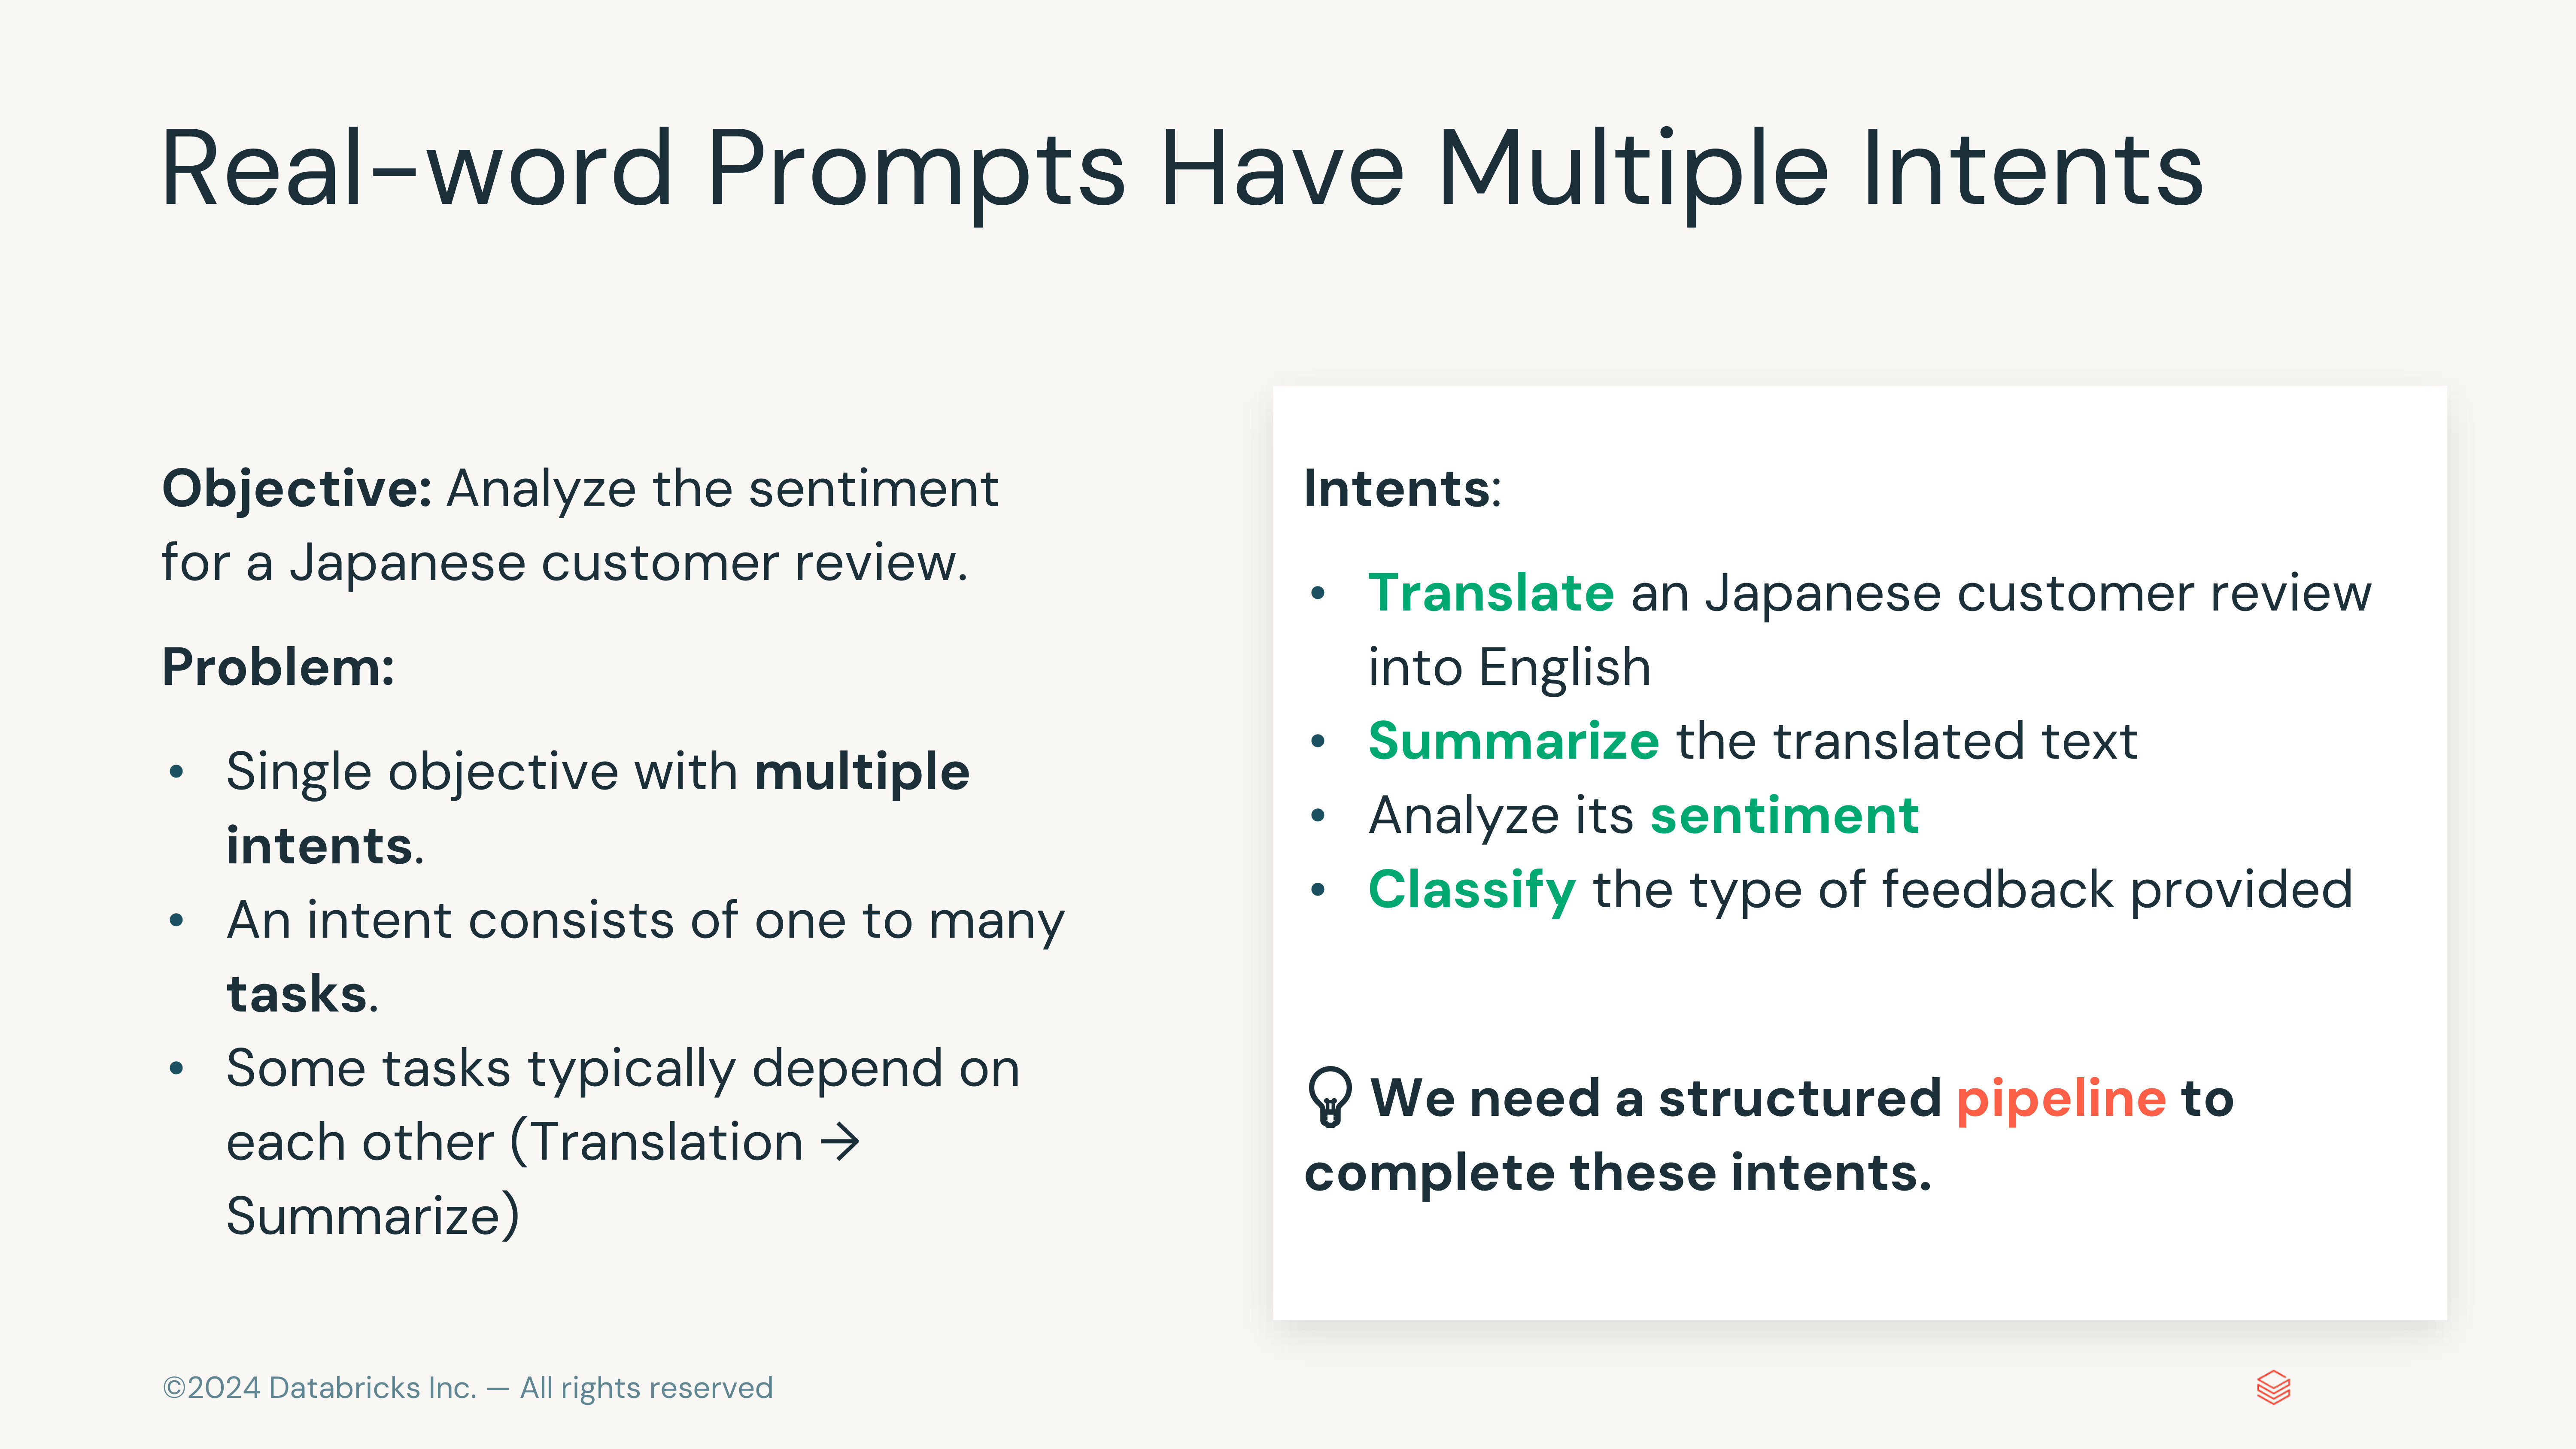 Real-word Prompts Have Multiple Intents
Objective: Analyze the sentiment
for a Japanese customer review.
Problem:
• Single objective with multiple
intents.
• An intent consists of one to many
tasks.
• Some tasks typically depend on
each other (Translation →
Summarize)
Intents:
• Translate an Japanese customer review
into English
• Summarize the translated text
• Analyze its sentiment
• Classify the type of feedback provided
We need a structured pipeline to
complete these intents.
©2024 Databricks Inc. — All rights reserved